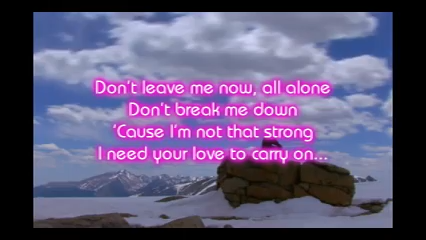 Don't leave me now, all alone
Don't break me down
'Cause I'm not that strong
I need your love to carry on...